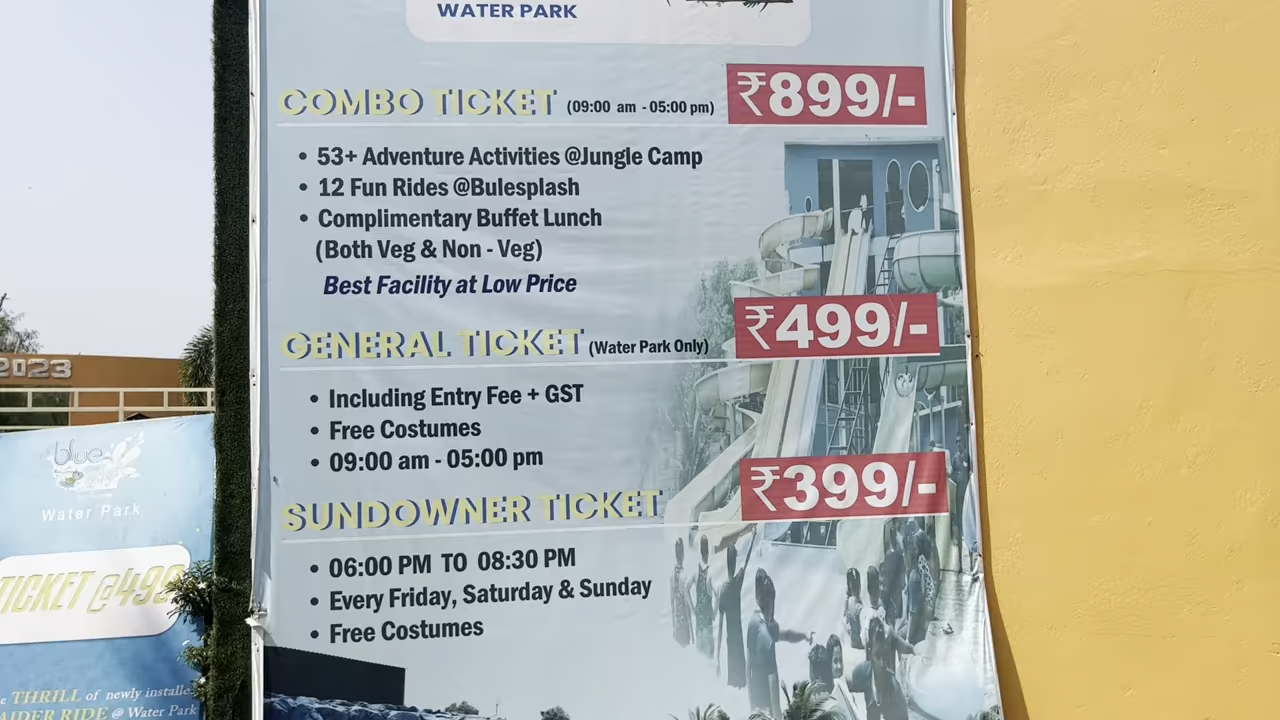 WATER PARK
COMBO TICKET (09:00 am - 05:00 pm) ₹899/-
• 53+ Adventure Activities @Jungle Camp
• 12 Fun Rides @Bulesplash
• Complimentary Buffet Lunch
(Both Veg & Non - Veg)
Best Facility at Low Price
GENERAL TICKET (Water Park Only) ₹499/-
• Including Entry Fee + GST
• Free Costumes
• 09:00 am - 05:00 pm
SUNDOWNER TICKET ₹399/-
• 06:00 PM TO 08:30 PM
• Every Friday, Saturday & Sunday
• Free Costumes
2023
blue
Water Park
TICKET @499
THRILL of newly installe
RIDE @ Water Park